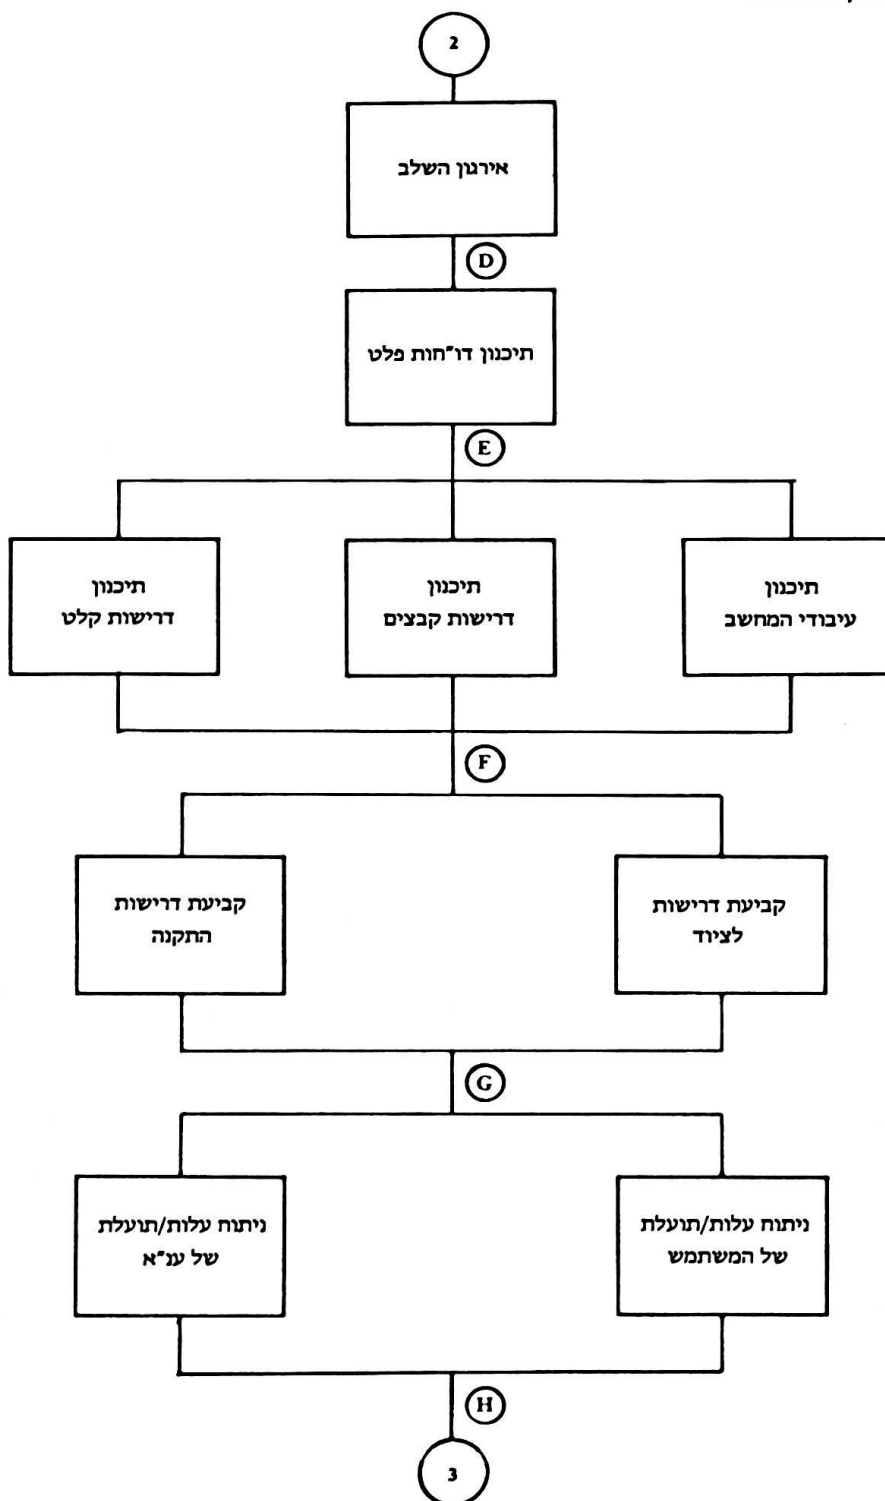 2
אירגון השלב
D
תיכנון דו"חות פלט
E
תיכנון
עיבודי המחשב
תיכנון
דרישות קבצים
תיכנון
דרישות קלט
F
קביעת דרישות
לציוד
קביעת דרישות
התקנה
G
ניתוח עלות/תועלת
של המשתמש
ניתוח עלות/תועלת
של ענ"א
H
3